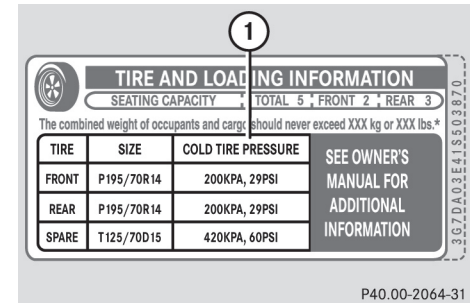 1
TIRE AND LOADING INFORMATION
SEATING CAPACITY TOTAL 5 FRONT 2 REAR 3
The combined weight of occupants and cargo should never exceed XXX kg or XXX lbs.*
TIRE SIZE COLD TIRE PRESSURE
FRONT P195/70R14 200KPA, 29PSI
REAR P195/70R14 200KPA, 29PSI
SPARE T125/70D15 420KPA, 60PSI
SEE OWNER'S
MANUAL FOR
ADDITIONAL
INFORMATION
3G7DA03E41S503870
P40.00-2064-31